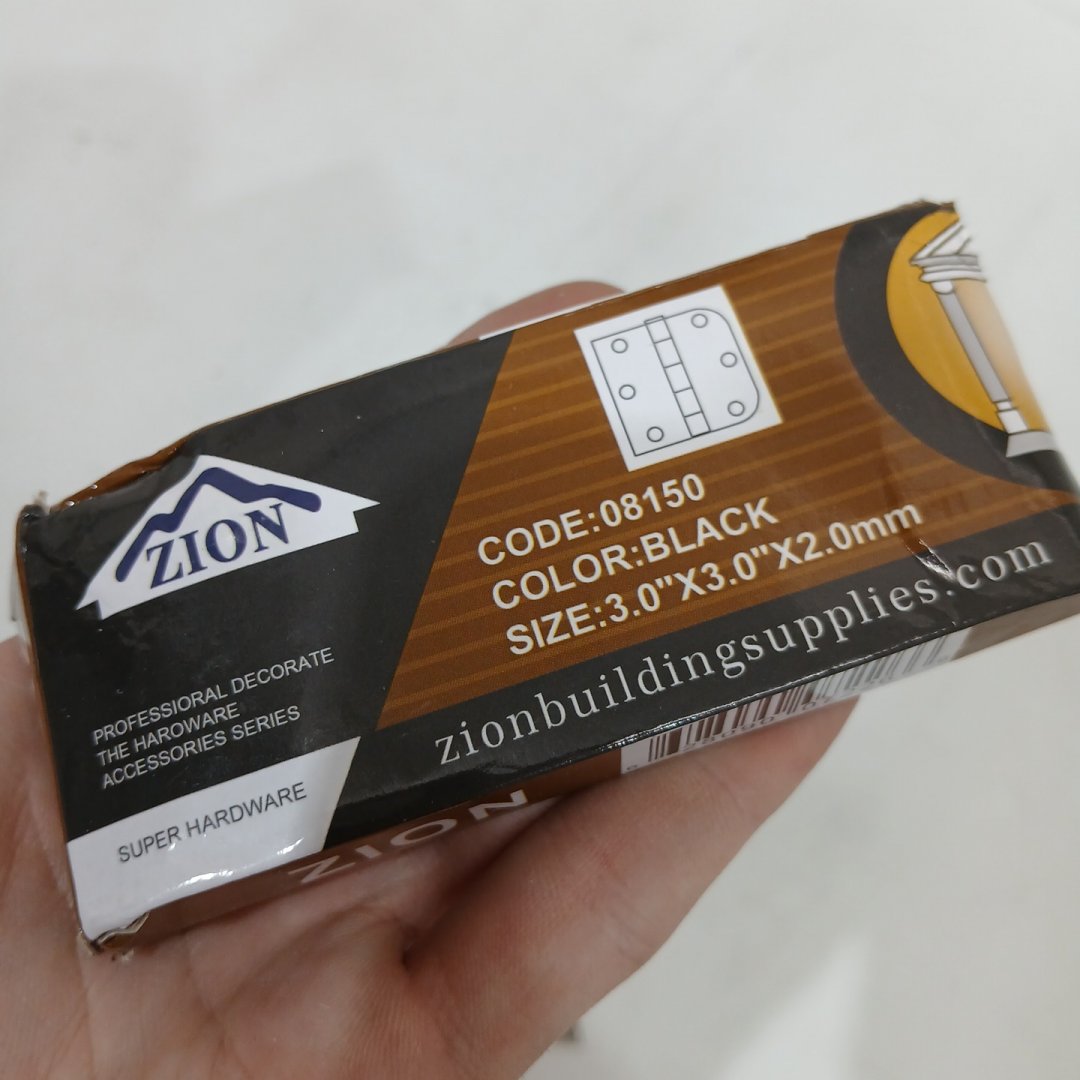 ZION
PROFESSIONAL DECORATE
THE HAROWARE
ACCESSORIES SERIES
SUPER HARDWARE
CODE:08150
COLOR:BLACK
SIZE:3.0"X3.0"X2.0mm
zionbuildingsupplies.com
ZION